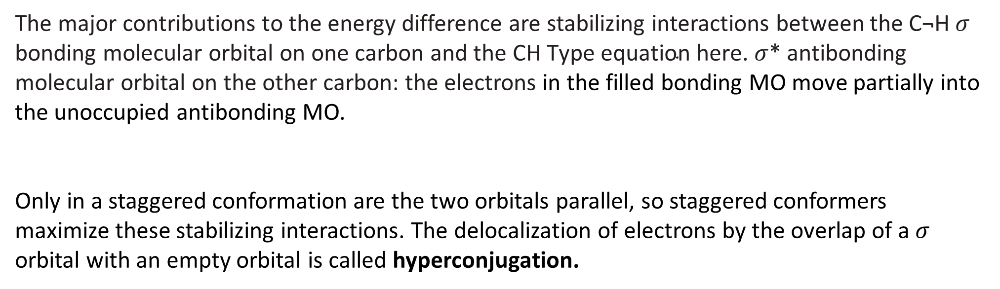 The major contributions to the energy difference are stabilizing interactions between the C¬H σ
bonding molecular orbital on one carbon and the CH Type equation here. σ* antibonding
molecular orbital on the other carbon: the electrons in the filled bonding MO move partially into
the unoccupied antibonding MO.
Only in a staggered conformation are the two orbitals parallel, so staggered conformers
maximize these stabilizing interactions. The delocalization of electrons by the overlap of a σ
orbital with an empty orbital is called hyperconjugation.